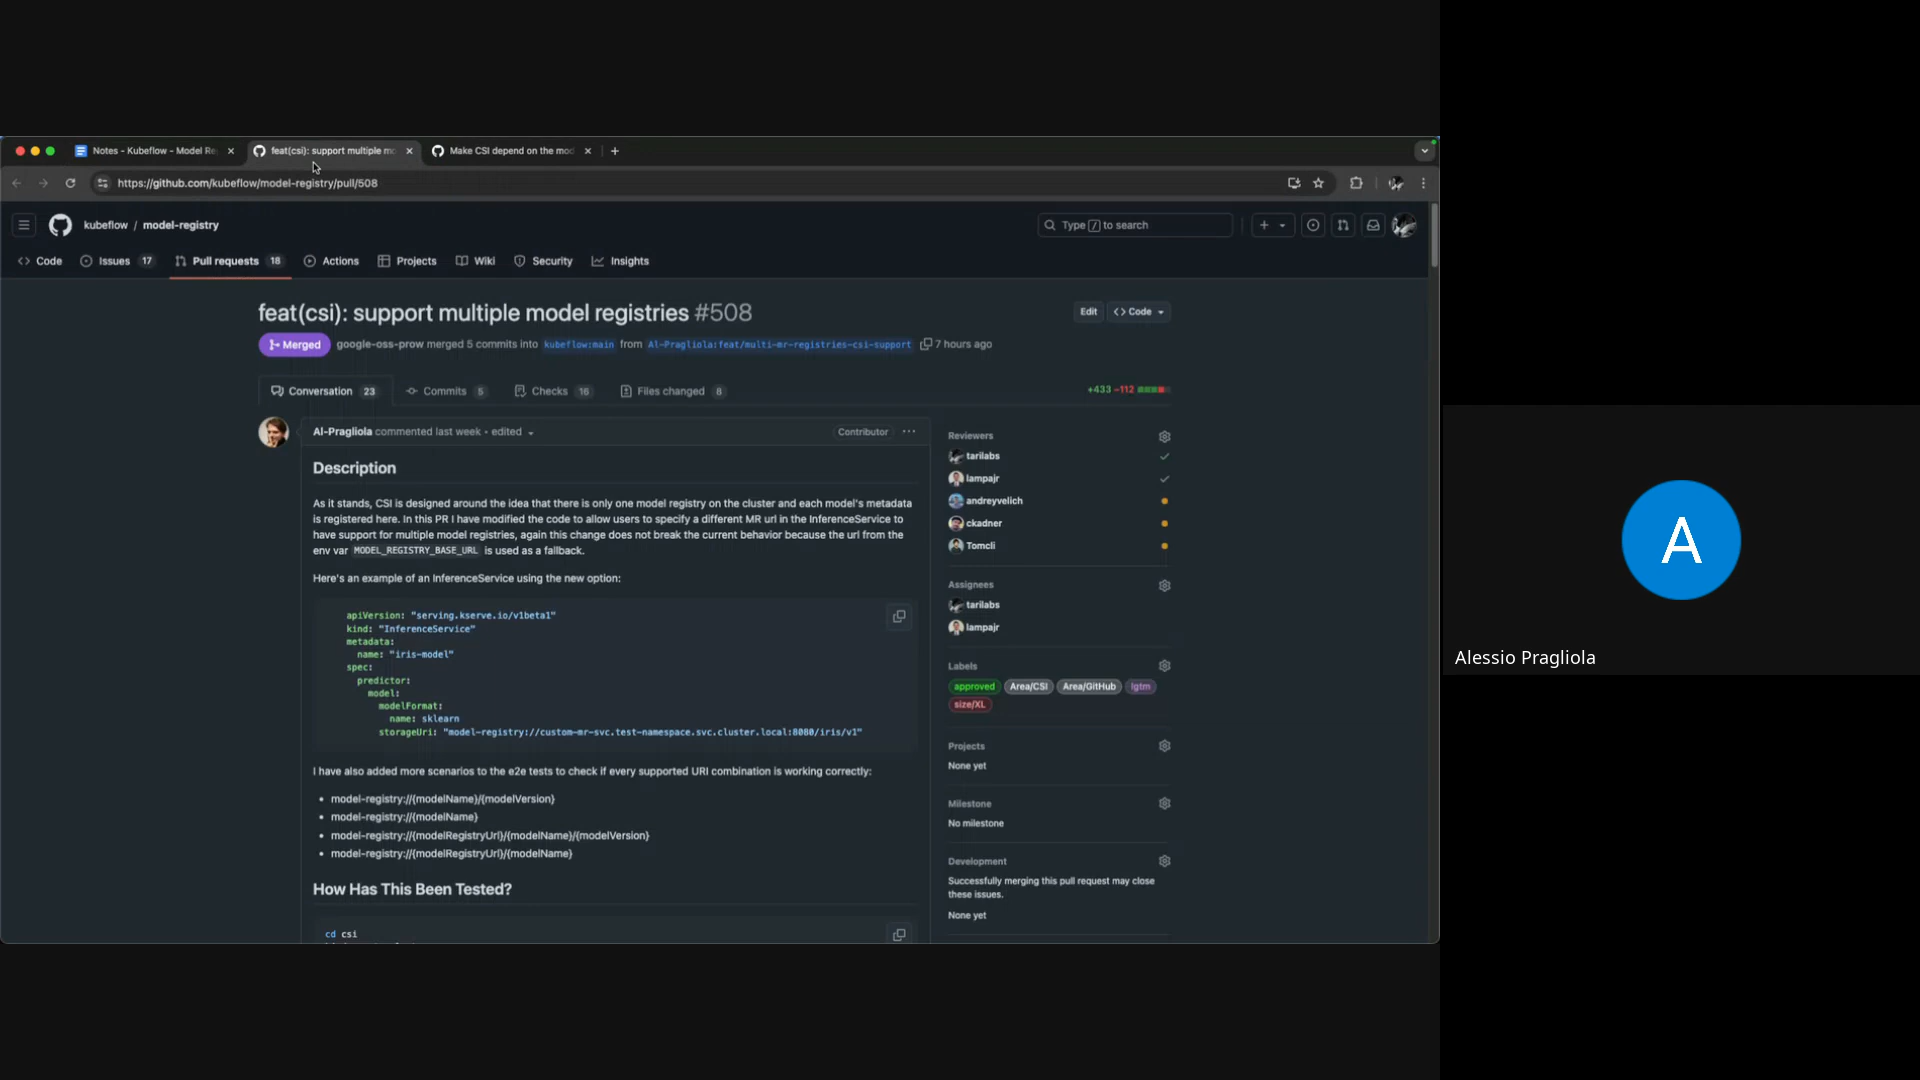 Notes - Kubeflow - Model Re
feat(csi): support multiple mo
Make CSI depend on the mod
https://github.com/kubeflow/model-registry/pull/508
kubeflow / model-registry
Type / to search
Code
Issues 17
Pull requests 18
Actions
Projects
Wiki
Security
Insights
feat(csi): support multiple model registries #508
Edit
<> Code
Merged
google-oss-prow merged 5 commits into kubeflow:main from Al-Pragliola:feat/multi-mr-registries-csi-support 7 hours ago
Conversation 23
Commits 5
Checks 16
Files changed 8
+433 −112
Al-Pragliola commented last week • edited
Contributor
Description
As it stands, CSI is designed around the idea that there is only one model registry on the cluster and each model's metadata
is registered here. In this PR I have modified the code to allow users to specify a different MR url in the InferenceService to
have support for multiple model registries, again this change does not break the current behavior because the url from the
env var MODEL_REGISTRY_BASE_URL is used as a fallback.
Here's an example of an InferenceService using the new option:
apiVersion: "serving.kserve.io/v1beta1"
kind: "InferenceService"
metadata:
name: "iris-model"
spec:
predictor:
model:
modelFormat:
name: sklearn
storageUri: "model-registry://custom-mr-svc.test-namespace.svc.cluster.local:8080/iris/v1"
I have also added more scenarios to the e2e tests to check if every supported URI combination is working correctly:
• model-registry://{modelName}/{modelVersion}
• model-registry://{modelName}
• model-registry://{modelRegistryUrl}/{modelName}/{modelVersion}
• model-registry://{modelRegistryUrl}/{modelName}
How Has This Been Tested?
cd csi
Reviewers
tarilabs
lampajr
andreyvelich
ckadner
Tomcli
Assignees
tarilabs
lampajr
Labels
approved
Area/CSI
Area/GitHub
lgtm
size/XL
Projects
None yet
Milestone
No milestone
Development
Successfully merging this pull request may close
these issues.
None yet
A
Alessio Pragliola